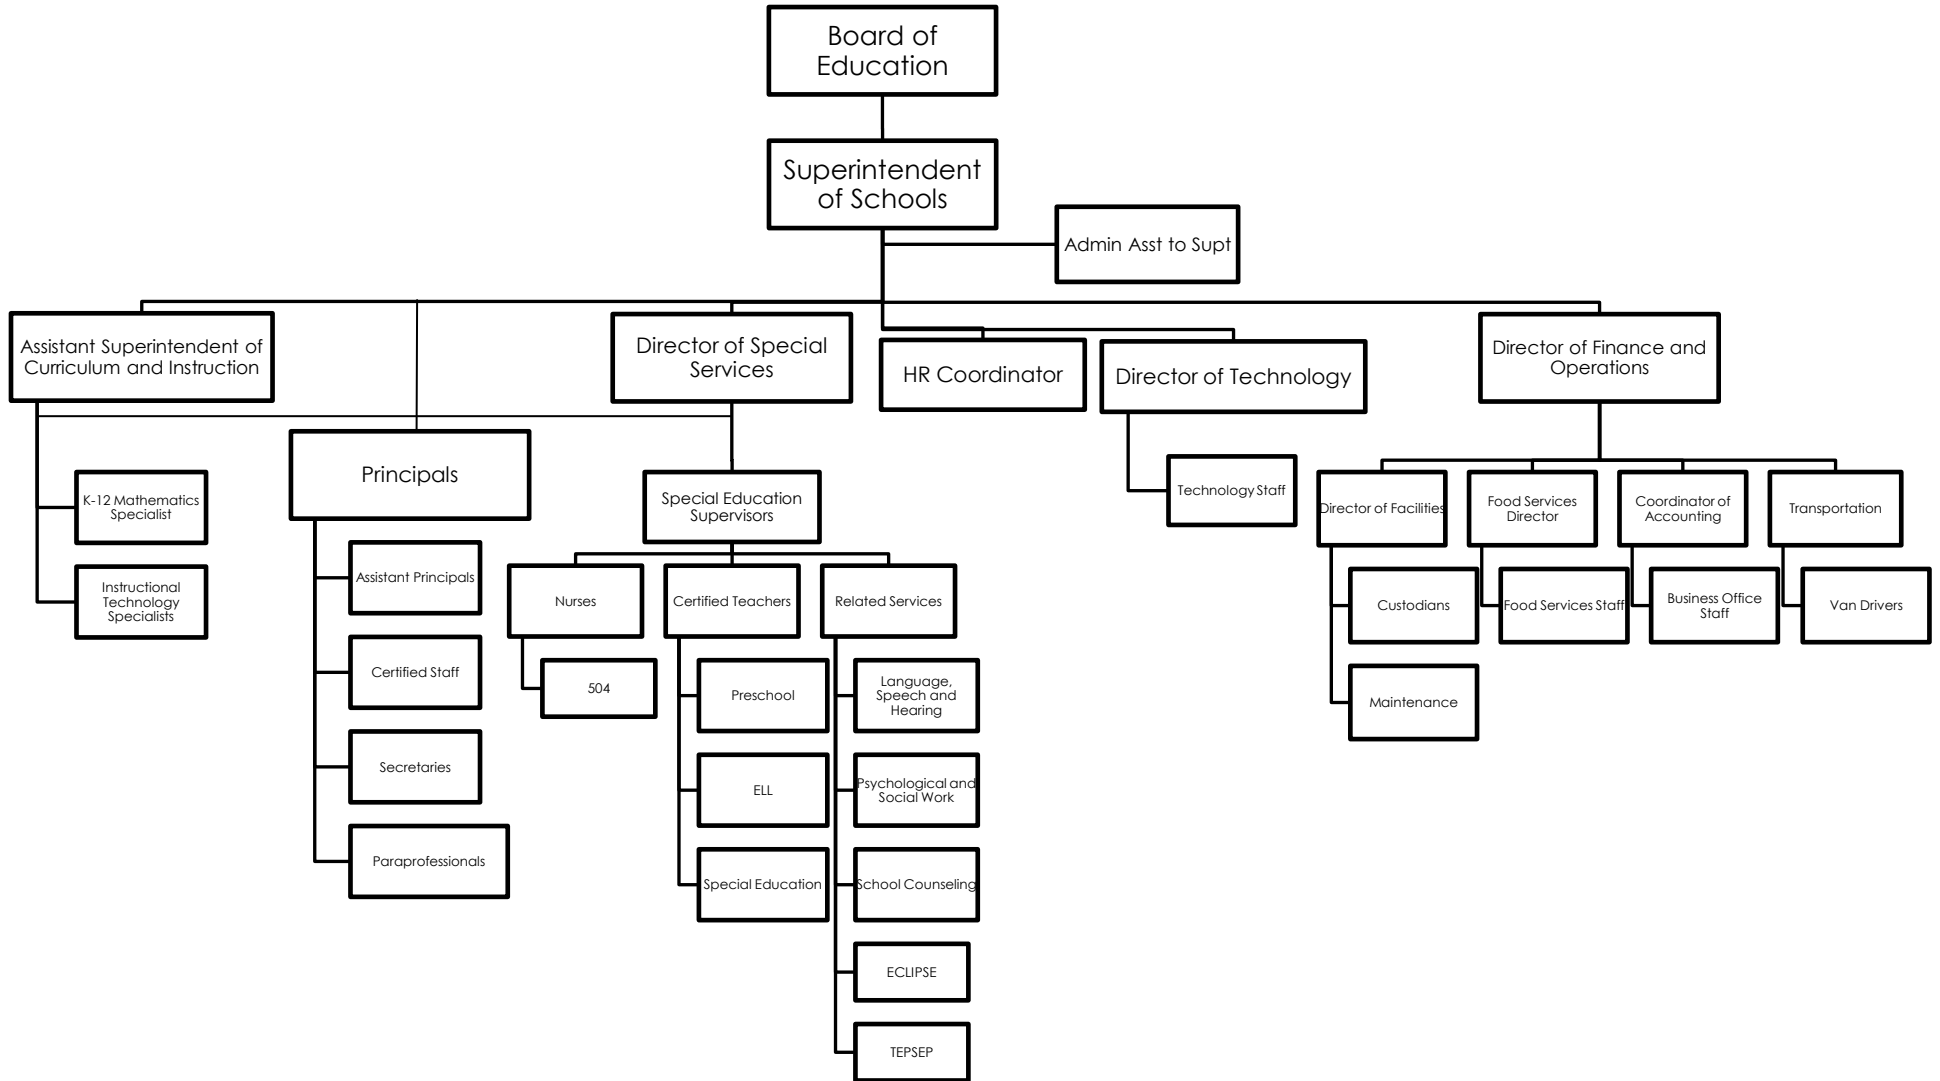 Board of
Education
Superintendent
of Schools
Admin Asst to Supt
Assistant Superintendent of
Curriculum and Instruction
Director of Special
Services
HR Coordinator
Director of Technology
Director of Finance and
Operations
Principals
K-12 Mathematics
Specialist
Instructional
Technology
Specialists
Assistant Principals
Certified Staff
Secretaries
Paraprofessionals
Special Education
Supervisors
Nurses
504
Certified Teachers
Preschool
ELL
Special Education
Related Services
Language,
Speech and
Hearing
Psychological and
Social Work
School Counseling
ECLIPSE
TEPSEP
Technology Staff
Director of Facilities
Custodians
Maintenance
Food Services
Director
Food Services Staff
Coordinator of
Accounting
Business Office
Staff
Transportation
Van Drivers